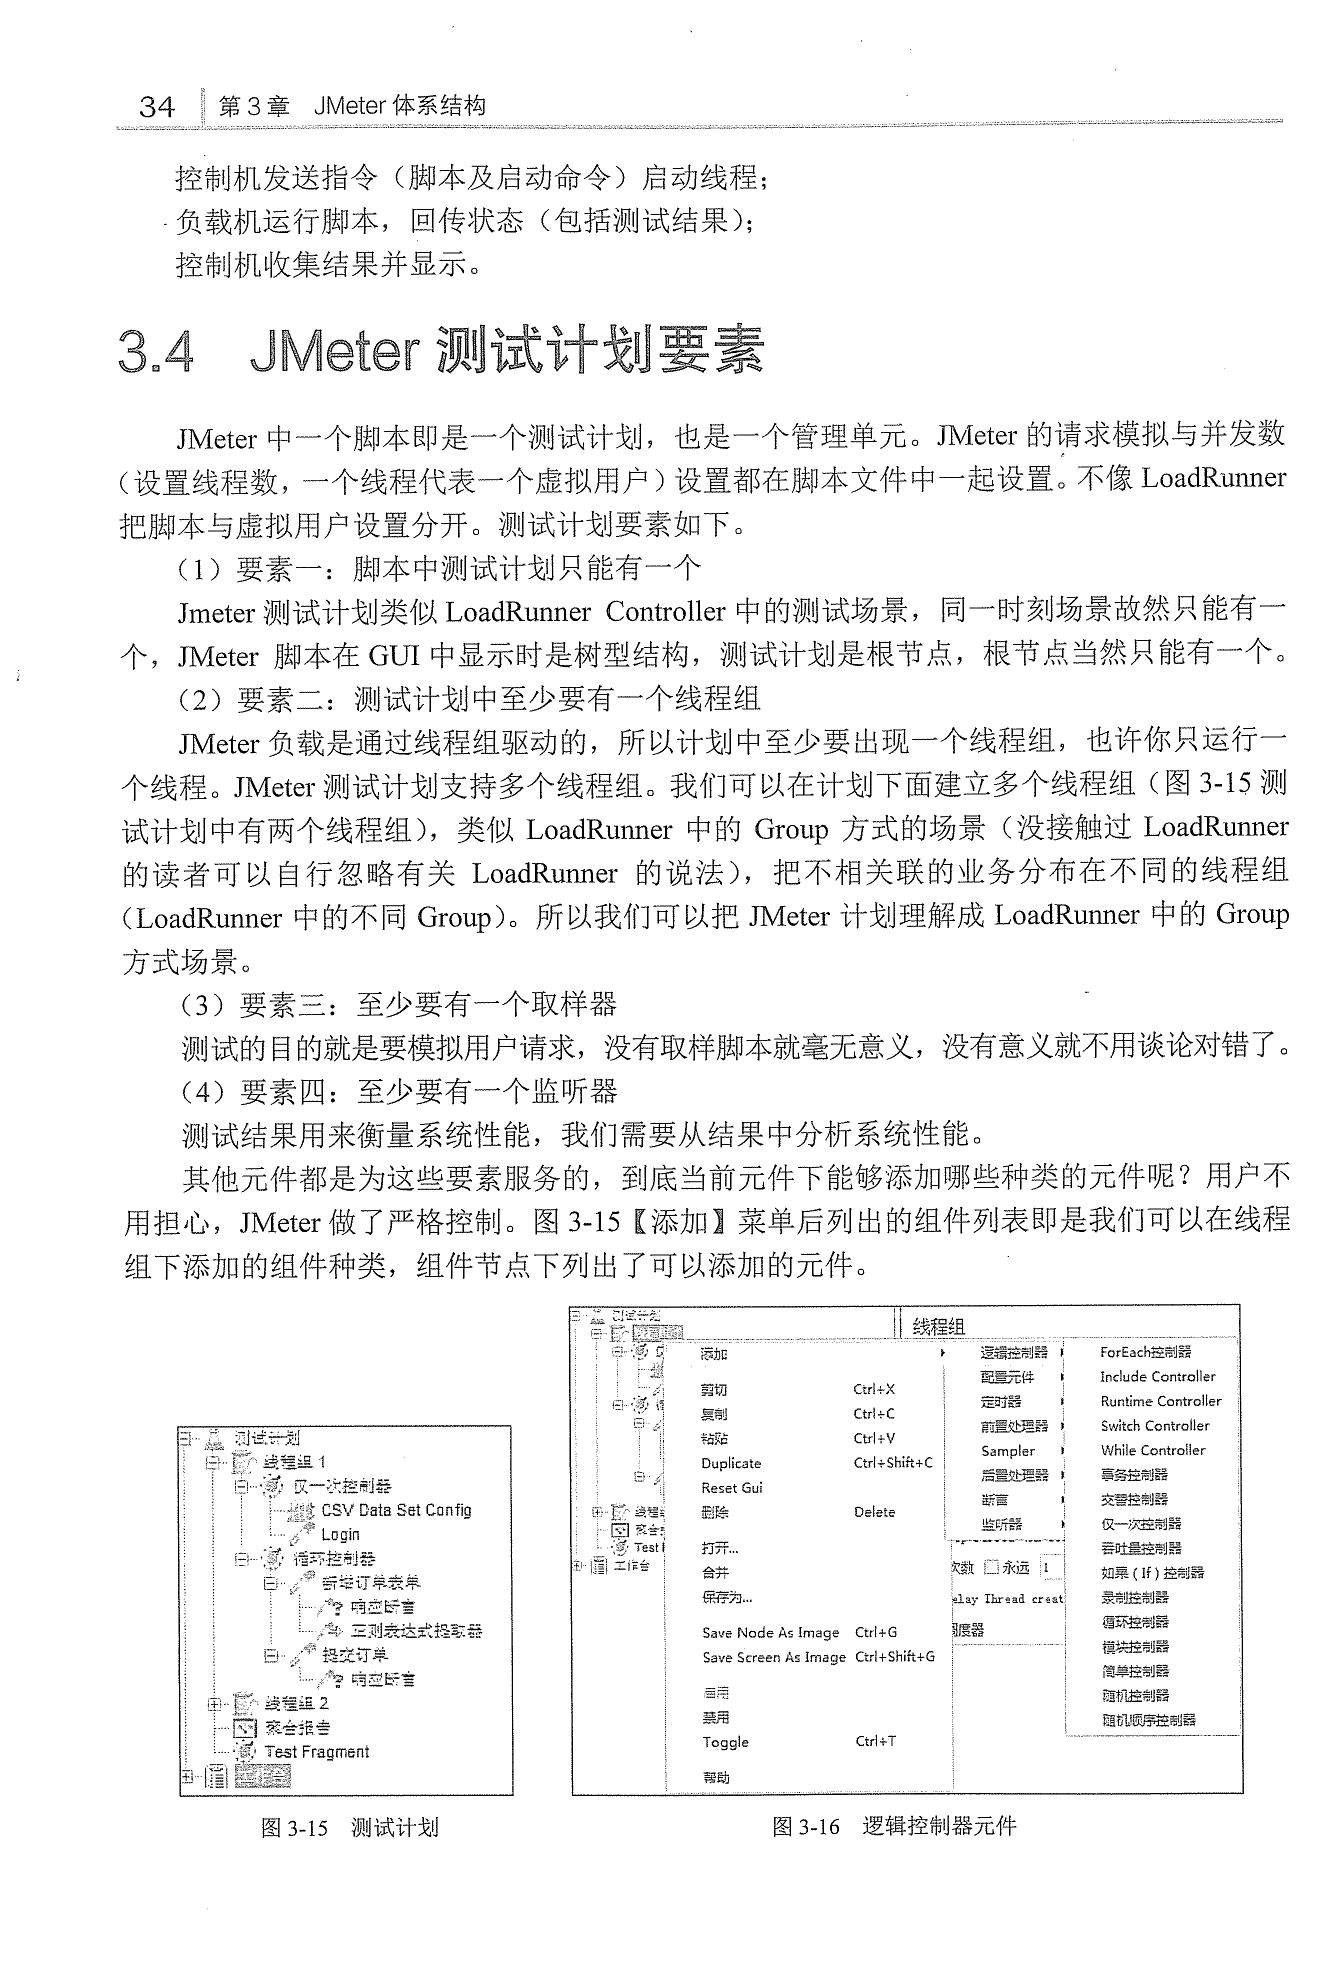 34 第 3 章 JMeter 体系结构
控制机发送指令（脚本及启动命令）启动线程；
负载机运行脚本，回传状态（包括测试结果）；
控制机收集结果并显示。
3.4 JMeter 测试计划要素
JMeter 中一个脚本即是一个测试计划，也是一个管理单元。JMeter 的请求模拟与并发数
（设置线程数，一个线程代表一个虚拟用户）设置都在脚本文件中一起设置。不像 LoadRunner
把脚本与虚拟用户设置分开。测试计划要素如下。
（1）要素一：脚本中测试计划只能有一个
Jmeter 测试计划类似 LoadRunner Controller 中的测试场景，同一时刻场景故然只能有一
个，JMeter 脚本在 GUI 中显示时是树型结构，测试计划是根节点，根节点当然只能有一个。
（2）要素二：测试计划中至少要有一个线程组
JMeter 负载是通过线程组驱动的，所以计划中至少要出现一个线程组，也许你只运行一
个线程。JMeter 测试计划支持多个线程组。我们可以在计划下面建立多个线程组（图 3-15 测
试计划中有两个线程组），类似 LoadRunner 中的 Group 方式的场景（没接触过 LoadRunner
的读者可以自行忽略有关 LoadRunner 的说法），把不相关联的业务分布在不同的线程组
（LoadRunner 中的不同 Group）。所以我们可以把 JMeter 计划理解成 LoadRunner 中的 Group
方式场景。
（3）要素三：至少要有一个取样器
测试的目的就是要模拟用户请求，没有取样脚本就毫无意义，没有意义就不用谈论对错了。
（4）要素四：至少要有一个监听器
测试结果用来衡量系统性能，我们需要从结果中分析系统性能。
其他元件都是为这些要素服务的，到底当前元件下能够添加哪些种类的元件呢？用户不
用担心，JMeter 做了严格控制。图 3-15【添加】菜单后列出的组件列表即是我们可以在线程
组下添加的组件种类，组件节点下列出了可以添加的元件。
测试计划
线程组 1
仅一次控制器
CSV Data Set Config
Login
循环控制器
新增订单表单
响应断言
正则表达式提取器
提交订单
响应断言
线程组 2
聚合报告
Test Fragment
图 3-15 测试计划
测试计划
线程组
添加
剪切 Ctrl+X
复制 Ctrl+C
粘贴 Ctrl+V
Duplicate Ctrl+Shift+C
Reset Gui
删除 Delete
打开...
合并
保存为...
Save Node As Image Ctrl+G
Save Screen As Image Ctrl+Shift+G
启用
禁用
Toggle Ctrl+T
帮助
Test
工作台
逻辑控制器
配置元件
定时器
前置处理器
Sampler
后置处理器
断言
监听器
次数 永远 1
elay Thread creat
调度器
ForEach控制器
Include Controller
Runtime Controller
Switch Controller
While Controller
事务控制器
交替控制器
仅一次控制器
吞吐量控制器
如果（If）控制器
录制控制器
循环控制器
模块控制器
简单控制器
随机控制器
随机顺序控制器
图 3-16 逻辑控制器元件